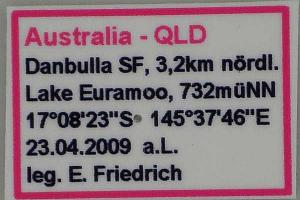 Australia - QLD
Danbulla SF, 3,2km nördl.
Lake Euramoo, 732müNN
17°08'23"S 145°37'46"E
23.04.2009 a.L.
leg. E. Friedrich